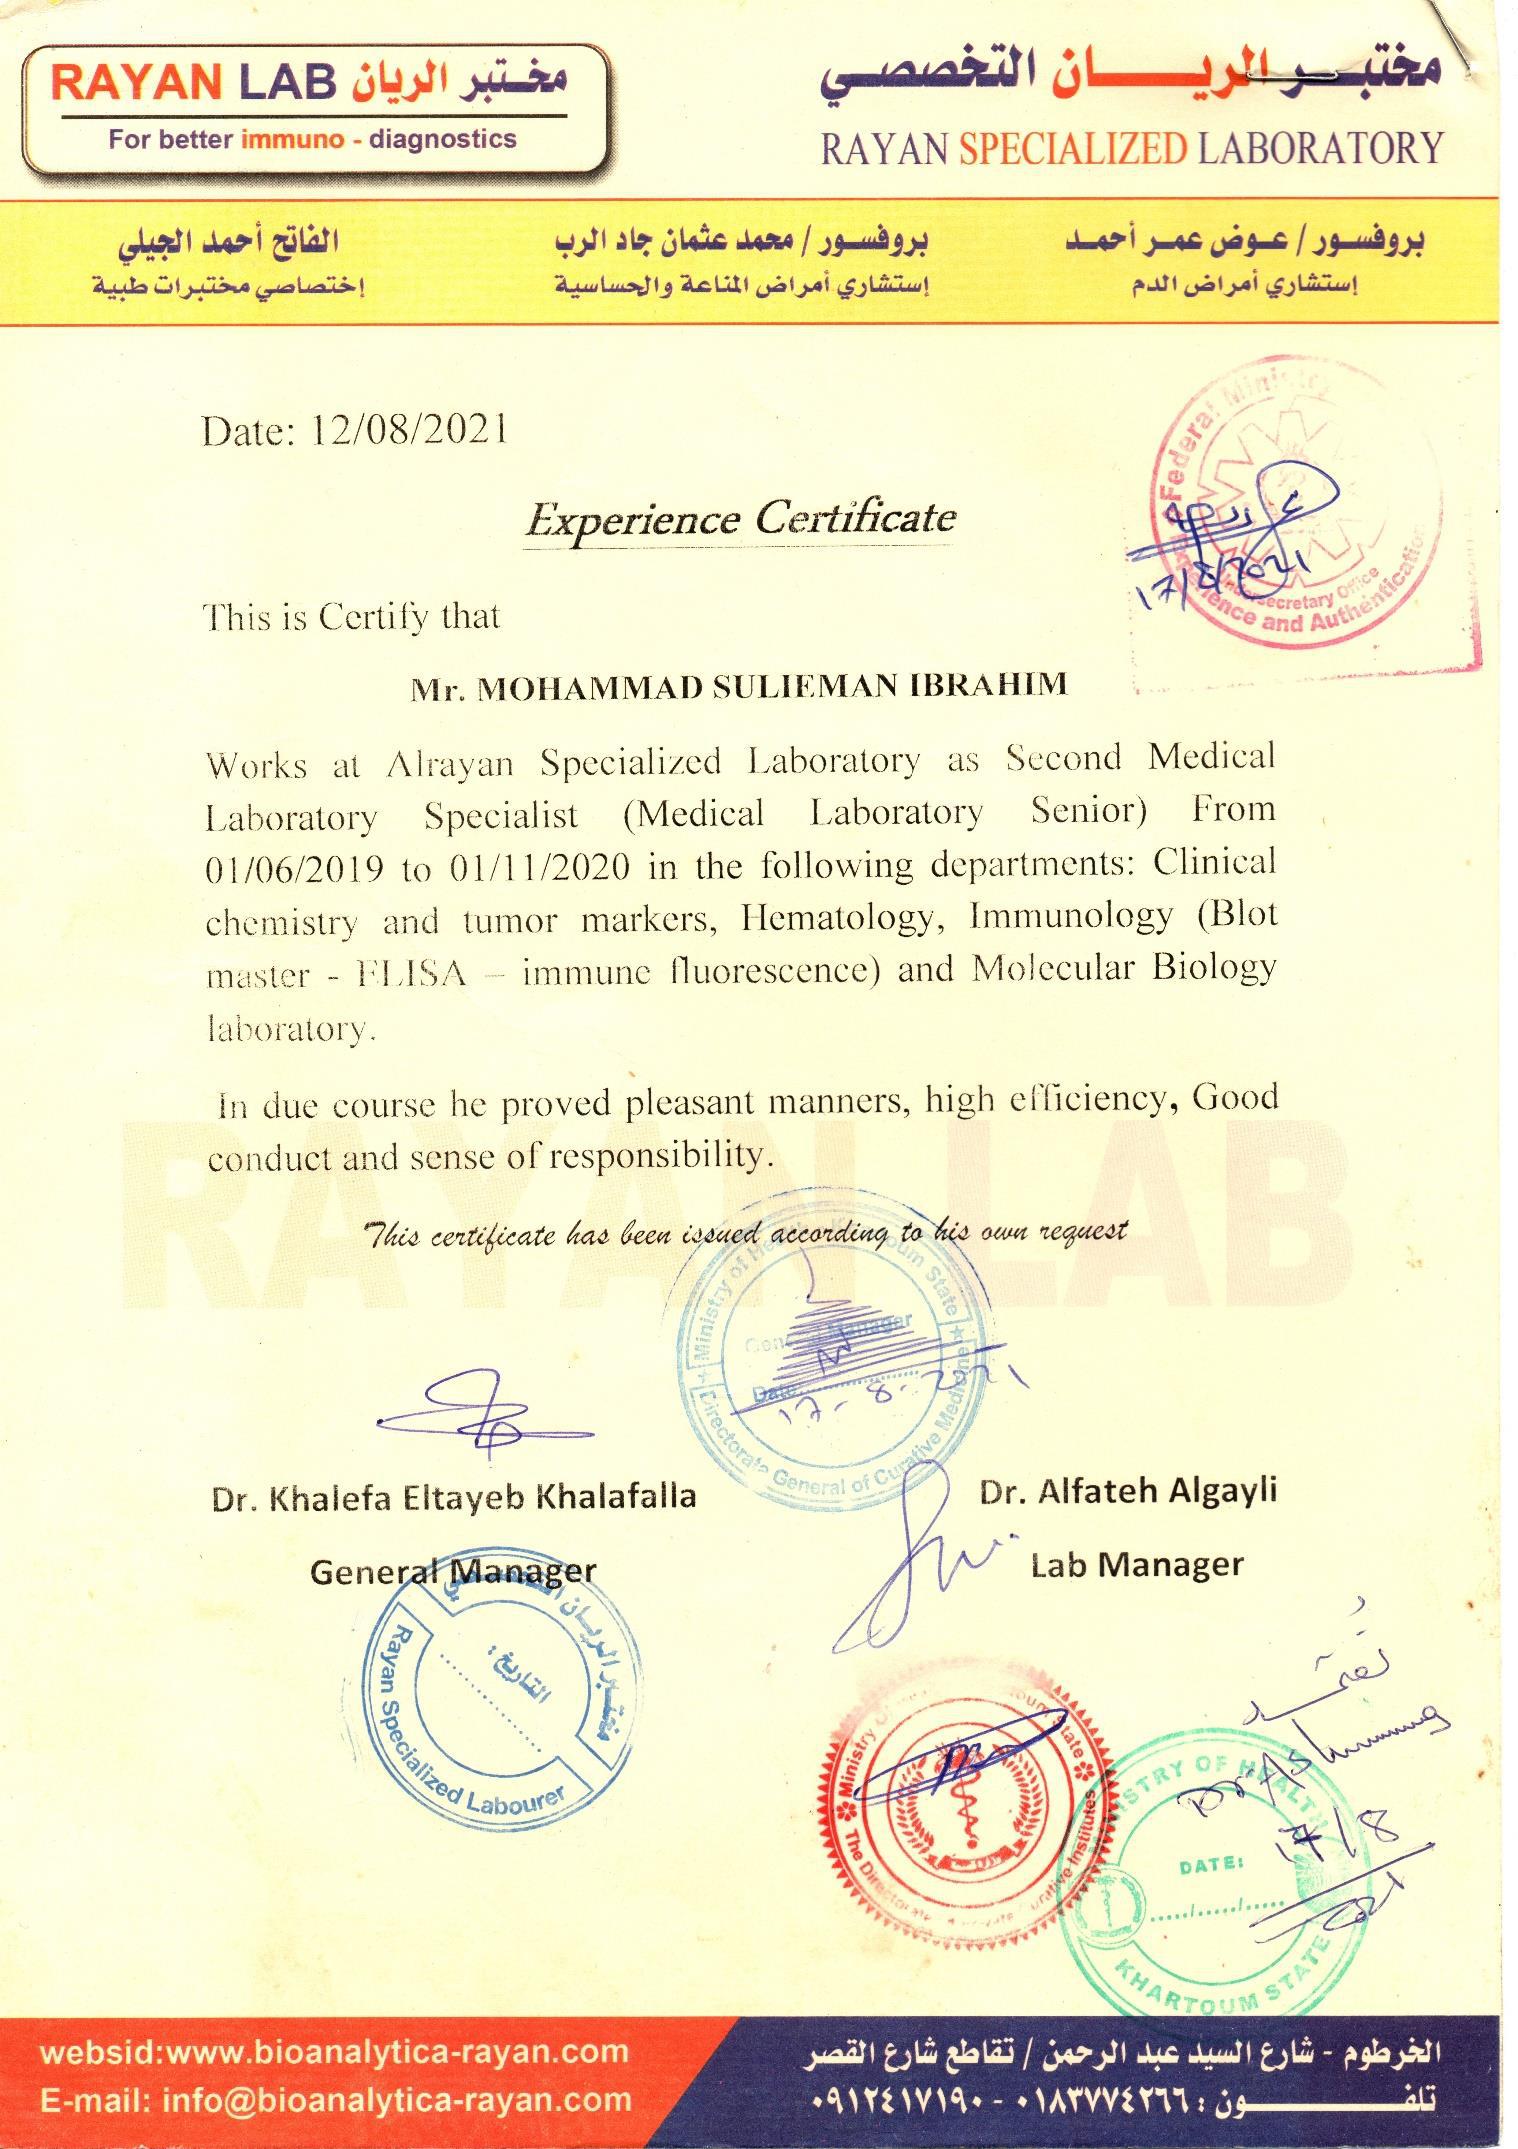 RAYAN LAB مختبر الريان
For better immuno - diagnostics
مختبر الريان التخصصي
RAYAN SPECIALIZED LABORATORY
بروفسور / عوض عمر أحمد
إستشاري أمراض الدم
بروفسور / محمد عثمان جاد الرب
إستشاري أمراض المناعة والحساسية
الفاتح أحمد الجيلي
إختصاصي مختبرات طبية
Date: 12/08/2021
Federal Ministry
Undersecretary Office
Experience and Authentication
17/8/2021
Experience Certificate
This is Certify that
Mr. MOHAMMAD SULIEMAN IBRAHIM
Works at Alrayan Specialized Laboratory as Second Medical
Laboratory Specialist (Medical Laboratory Senior) From
01/06/2019 to 01/11/2020 in the following departments: Clinical
chemistry and tumor markers, Hematology, Immunology (Blot
master - ELISA – immune fluorescence) and Molecular Biology
laboratory.
In due course he proved pleasant manners, high efficiency, Good
conduct and sense of responsibility.
This certificate has been issued according to his own request
Ministry of Health Khartoum State
General Manager
Date
17-8-2021
Directorate General of Curative Medicine
Dr. Khalefa Eltayeb Khalafalla
General Manager
Dr. Alfateh Algayli
Lab Manager
مختبر الريان التخصصي
التاريخ :
Rayan Specialized Labourer
Ministry
State
The Directorate
Curative Institutes
MINISTRY OF HEALTH
DATE:
17/8
2021
KHARTOUM STATE
websid:www.bioanalytica-rayan.com
E-mail: info@bioanalytica-rayan.com
الخرطوم - شارع السيد عبد الرحمن / تقاطع شارع القصر
تلفــون : ٠١٨٣٧٧٤٢٦٦ - ٠٩١٢٤١٧١٩٠
RAYAN LAB